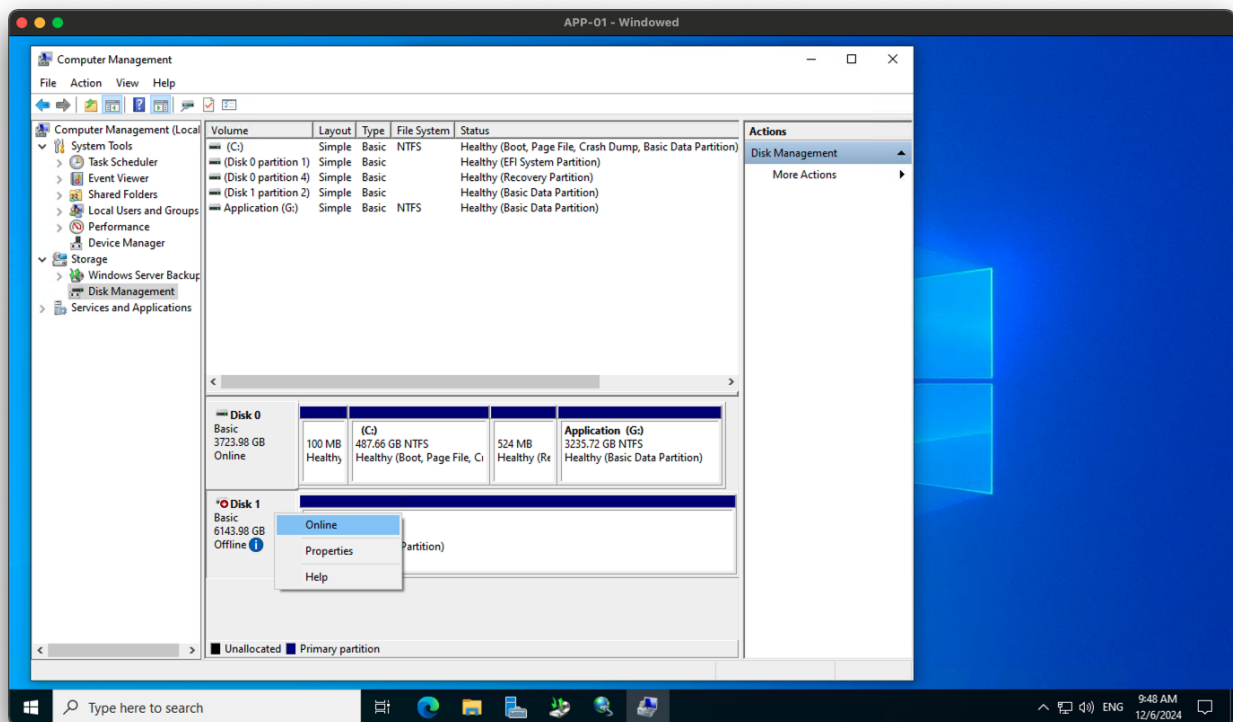 APP-01 - Windowed
Computer Management
File Action View Help
Computer Management (Local
System Tools
Task Scheduler
Event Viewer
Shared Folders
Local Users and Groups
Performance
Device Manager
Storage
Windows Server Backup
Disk Management
Services and Applications
Volume Layout Type File System Status
(C:) Simple Basic NTFS Healthy (Boot, Page File, Crash Dump, Basic Data Partition)
(Disk 0 partition 1) Simple Basic Healthy (EFI System Partition)
(Disk 0 partition 4) Simple Basic Healthy (Recovery Partition)
(Disk 1 partition 2) Simple Basic Healthy (Basic Data Partition)
Application (G:) Simple Basic NTFS Healthy (Basic Data Partition)
Actions
Disk Management
More Actions
Disk 0
Basic
3723.98 GB
Online
100 MB
Healthy
(C:)
487.66 GB NTFS
Healthy (Boot, Page File, Cr
524 MB
Healthy (Re
Application (G:)
3235.72 GB NTFS
Healthy (Basic Data Partition)
Disk 1
Basic
6143.98 GB
Offline
Partition)
Online
Properties
Help
Unallocated Primary partition
Type here to search
ENG
9:48 AM
12/6/2024